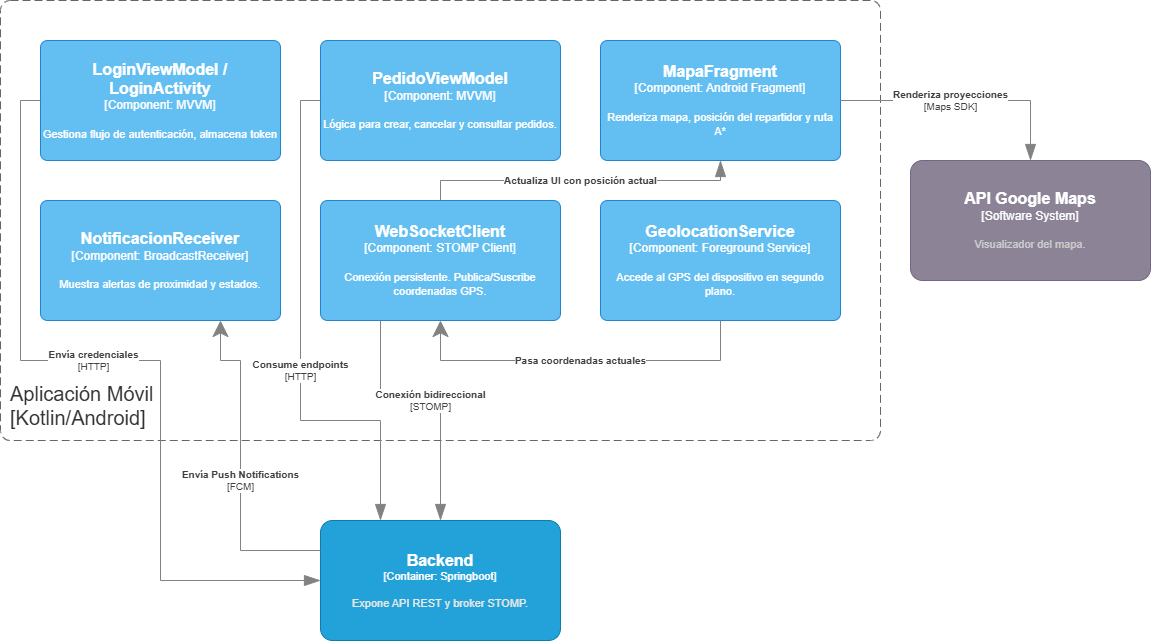 LoginViewModel /
LoginActivity
[Component: MVVM]
Gestiona flujo de autenticación, almacena token
PedidoViewModel
[Component: MVVM]
Lógica para crear, cancelar y consultar pedidos.
MapaFragment
[Component: Android Fragment]
Renderiza mapa, posición del repartidor y ruta
A*
Renderiza proyecciones
[Maps SDK]
Actualiza UI con posición actual
API Google Maps
[Software System]
Visualizador del mapa.
NotificacionReceiver
[Component: BroadcastReceiver]
Muestra alertas de proximidad y estados.
WebSocketClient
[Component: STOMP Client]
Conexión persistente. Publica/Suscribe
coordenadas GPS.
GeolocationService
[Component: Foreground Service]
Accede al GPS del dispositivo en segundo
plano.
Envía credenciales
[HTTP]
Consume endpoints
[HTTP]
Pasa coordenadas actuales
Conexión bidireccional
[STOMP]
Aplicación Móvil
[Kotlin/Android]
Envía Push Notifications
[FCM]
Backend
[Container: Springboot]
Expone API REST y broker STOMP.